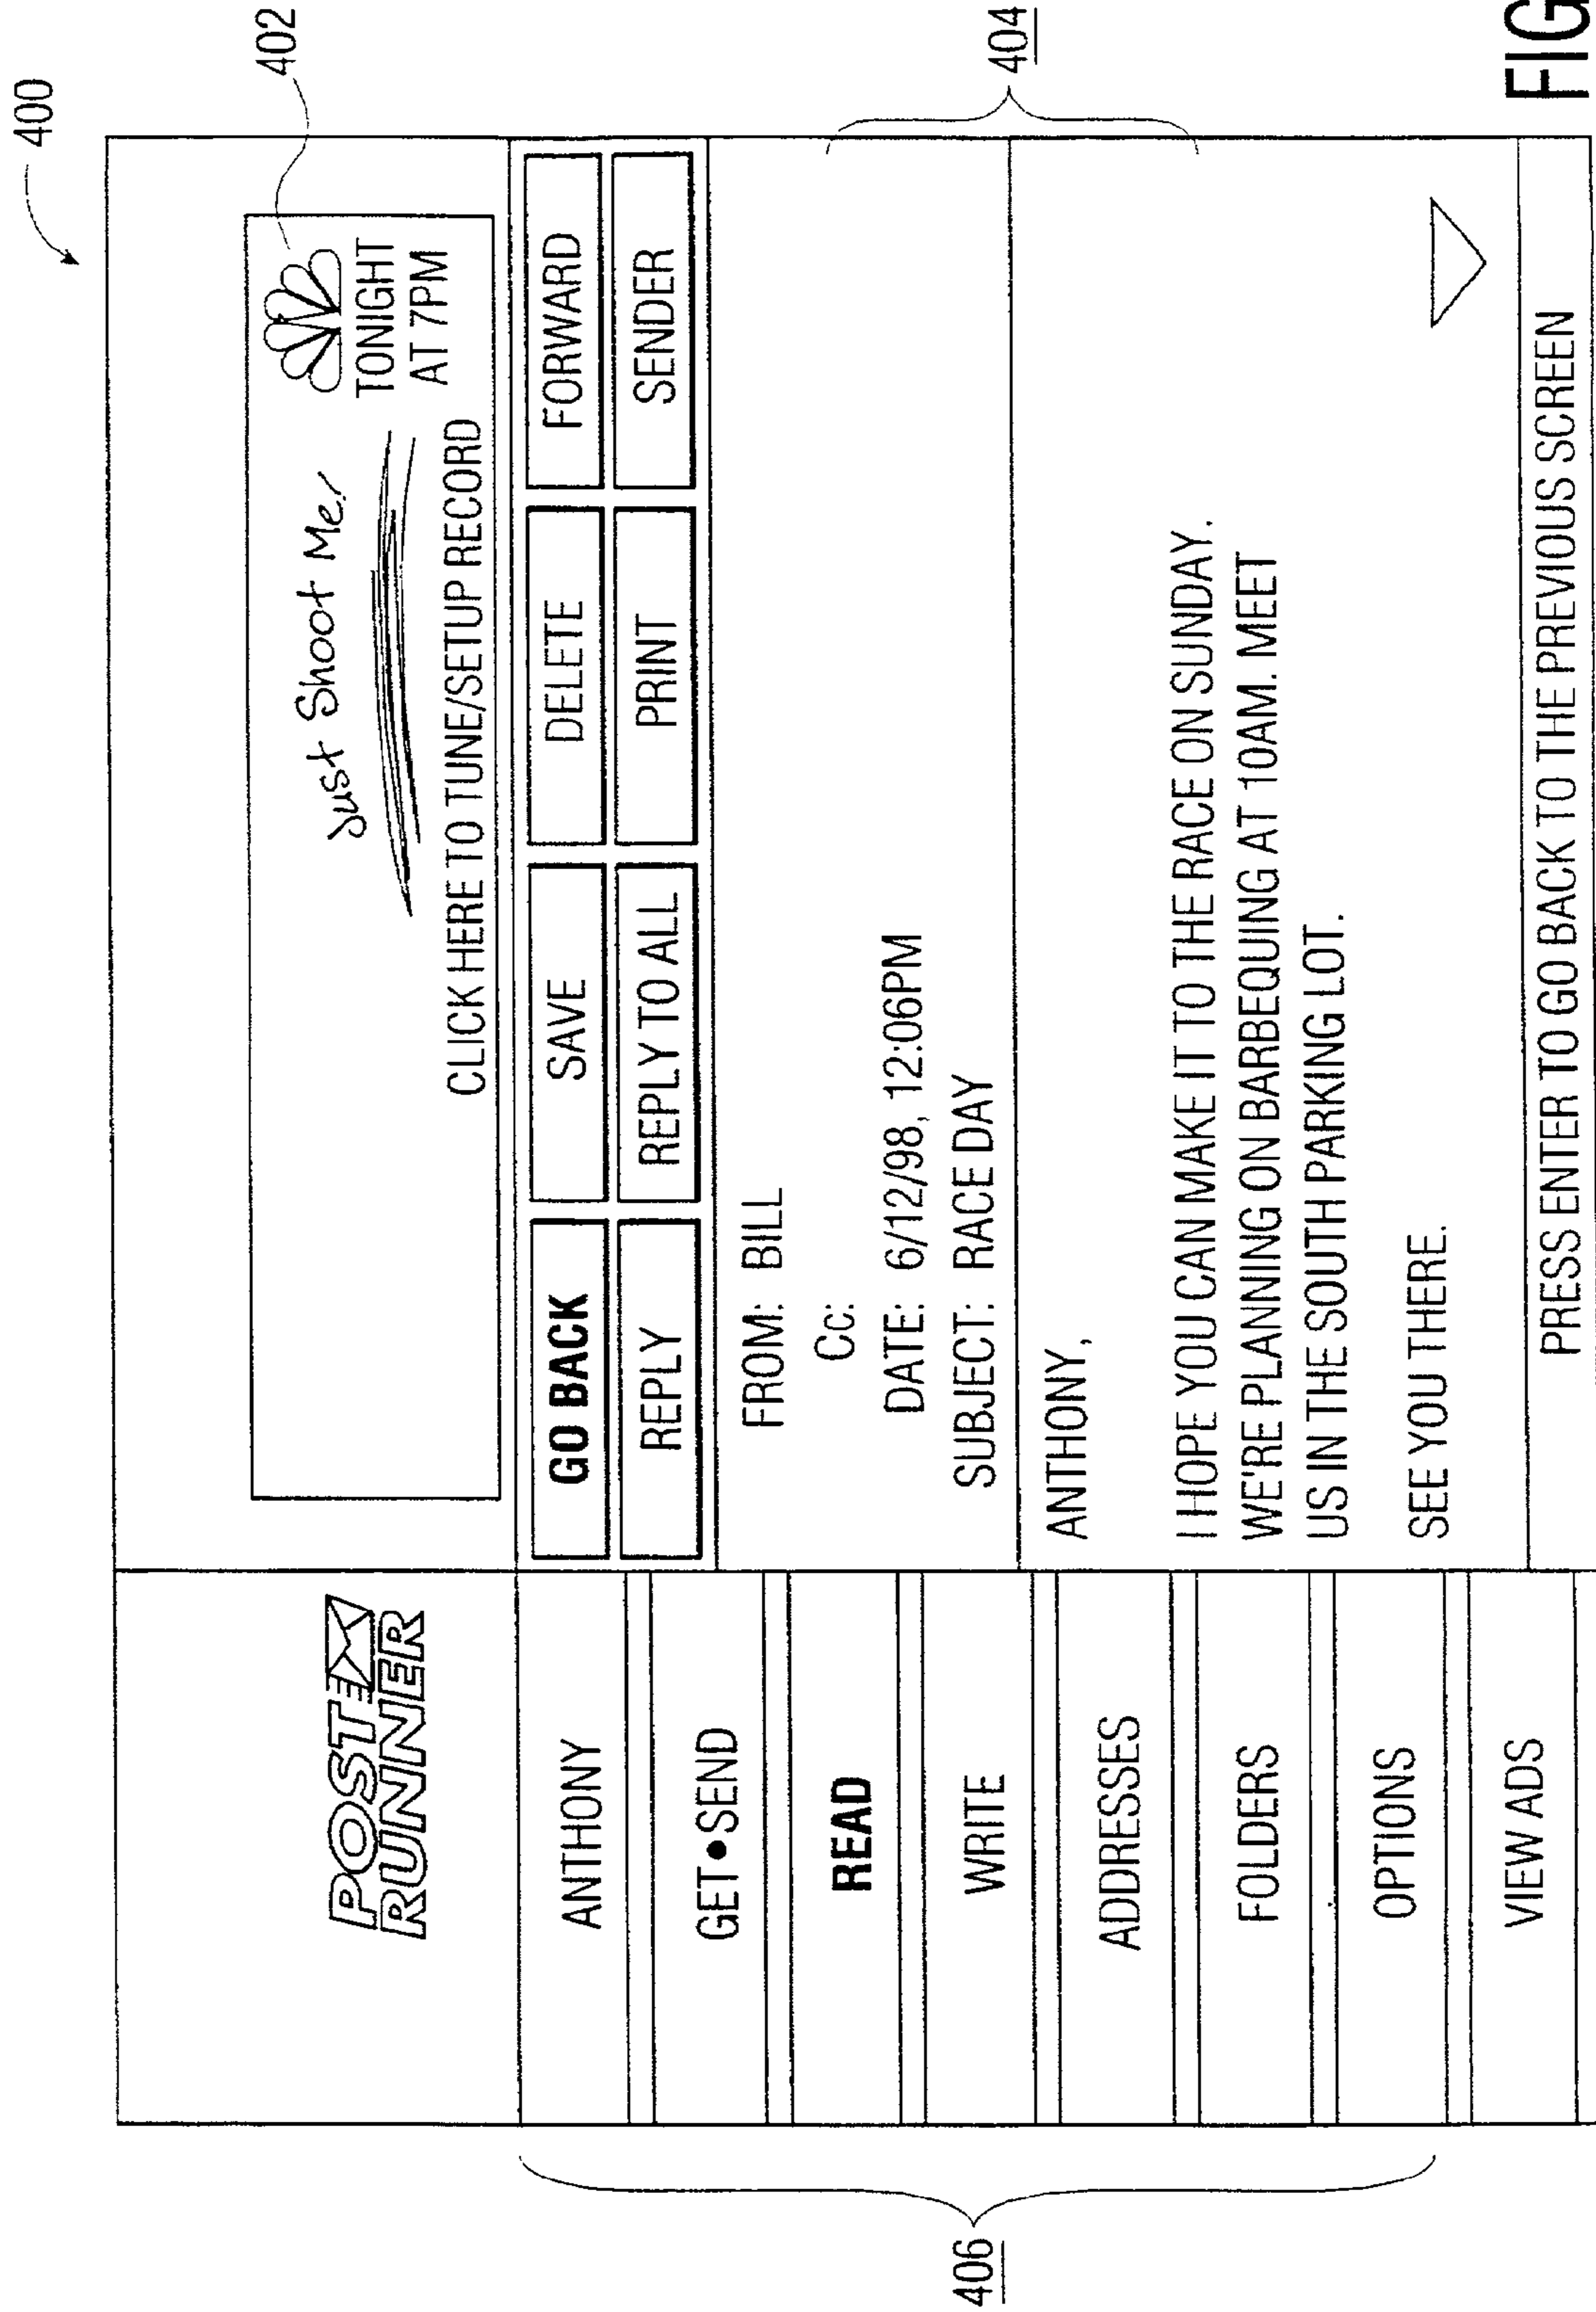 400
402
POST
RUNNER
Just Shoot Me!
TONIGHT
AT 7PM
CLICK HERE TO TUNE/SETUP RECORD
GO BACK SAVE DELETE FORWARD
REPLY REPLY TO ALL PRINT SENDER
406
ANTHONY
GET•SEND
READ
WRITE
ADDRESSES
FOLDERS
OPTIONS
VIEW ADS
FROM: BILL
Cc:
DATE: 6/12/98, 12:06PM
SUBJECT: RACE DAY
404
ANTHONY,
I HOPE YOU CAN MAKE IT TO THE RACE ON SUNDAY.
WE'RE PLANNING ON BARBEQUING AT 10AM. MEET
US IN THE SOUTH PARKING LOT.
SEE YOU THERE.
PRESS ENTER TO GO BACK TO THE PREVIOUS SCREEN
FIG